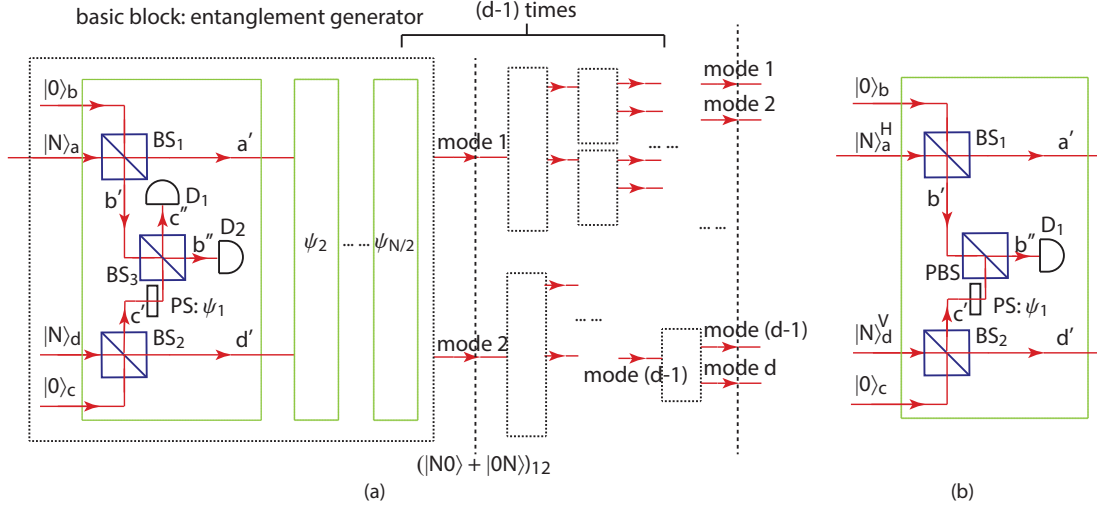 basic block: entanglement generator
(d-1) times
|0⟩b
|N⟩a
BS1
a'
b'
D1
c"
D2
b"
BS3
PS: ψ1
c'
|N⟩d
BS2
d'
|0⟩c
ψ2
... ...
ψN/2
mode 1
mode 2
(|N0⟩ + |0N⟩)12
... ...
... ...
mode (d-1)
mode 1
mode 2
... ...
mode (d-1)
mode d
(a)
|0⟩b
|N⟩aH
BS1
a'
b'
D1
b"
PBS
PS: ψ1
c'
|N⟩dV
BS2
d'
|0⟩c
(b)